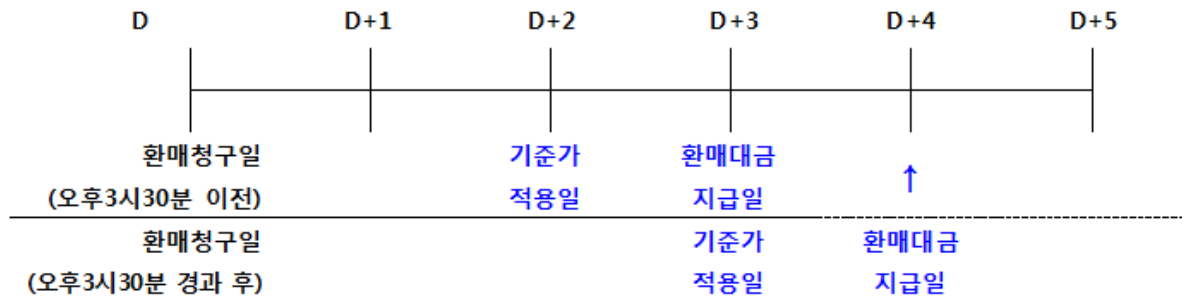 D D+1 D+2 D+3 D+4 D+5
환매청구일 기준가 환매대금 ↑
(오후3시30분 이전) 적용일 지급일
환매청구일 기준가 환매대금
(오후3시30분 경과 후) 적용일 지급일